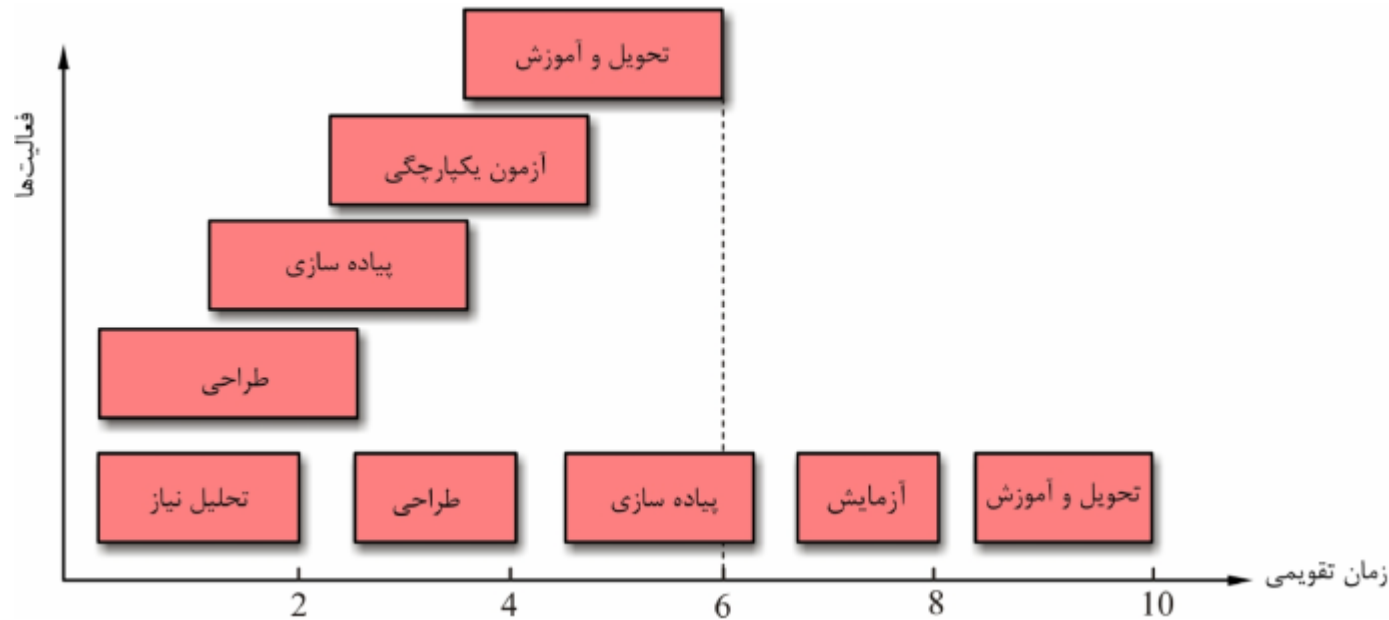 تحویل و آموزش
فعالیت‌ها
آزمون یکپارچگی
پیاده سازی
طراحی
تحلیل نیاز
طراحی
پیاده سازی
آزمایش
تحویل و آموزش
زمان تقویمی
2
4
6
8
10